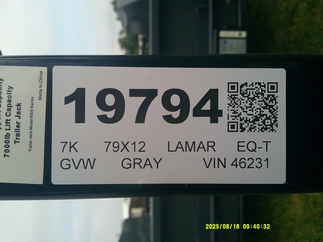 7000lb Lift Capacity
Trailer Jack
19794
7K 79X12 LAMAR EQ-T
GVW GRAY VIN 46231
2025/08/18 09:40:32